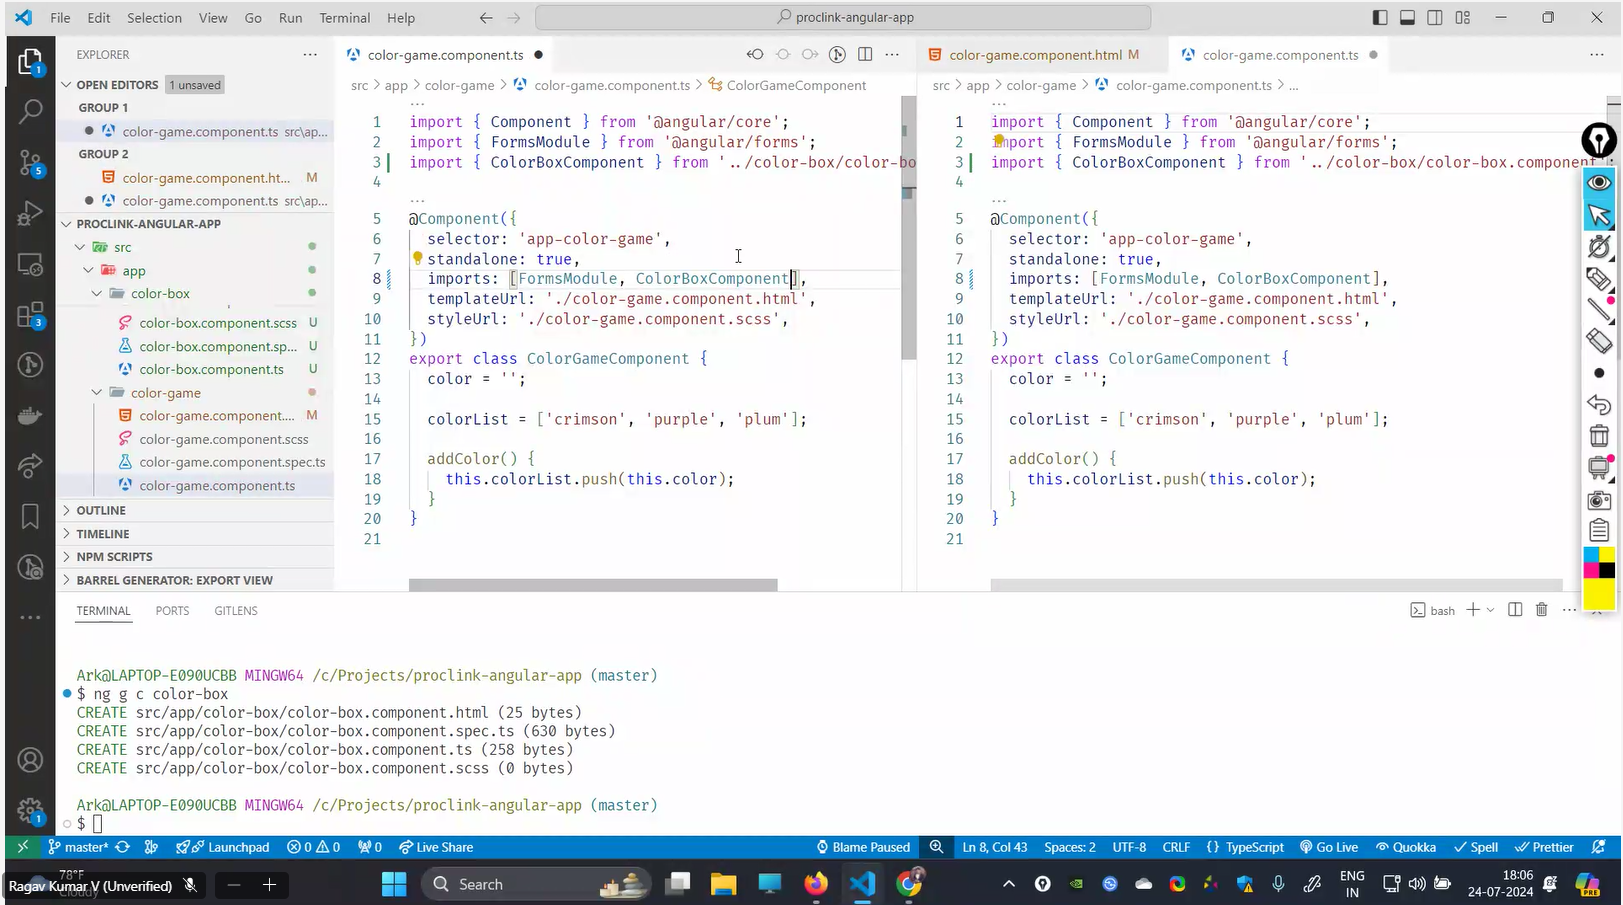 File Edit Selection View Go Run Terminal Help
proclink-angular-app
EXPLORER
OPEN EDITORS 1 unsaved
GROUP 1
color-game.component.ts src\ap...
GROUP 2
color-game.component.ht... M
color-game.component.ts src\ap...
PROCLINK-ANGULAR-APP
src
app
color-box
color-box.component.scss U
color-box.component.sp... U
color-box.component.ts U
color-game
color-game.component.... M
color-game.component.scss
color-game.component.spec.ts
color-game.component.ts
OUTLINE
TIMELINE
NPM SCRIPTS
BARREL GENERATOR: EXPORT VIEW
1
5
3
1
color-game.component.ts
src > app > color-game > color-game.component.ts > ColorGameComponent
...
1 import { Component } from '@angular/core';
2 import { FormsModule } from '@angular/forms';
3 import { ColorBoxComponent } from '../color-box/color-bo
4
...
5 @Component({
6 selector: 'app-color-game',
7 standalone: true,
8 imports: [FormsModule, ColorBoxComponent],
9 templateUrl: './color-game.component.html',
10 styleUrl: './color-game.component.scss',
11 })
12 export class ColorGameComponent {
13 color = '';
14
15 colorList = ['crimson', 'purple', 'plum'];
16
17 addColor() {
18 this.colorList.push(this.color);
19 }
20 }
21
color-game.component.html M color-game.component.ts
src > app > color-game > color-game.component.ts > ...
...
1 import { Component } from '@angular/core';
2 import { FormsModule } from '@angular/forms';
3 import { ColorBoxComponent } from '../color-box/color-box.component';
4
...
5 @Component({
6 selector: 'app-color-game',
7 standalone: true,
8 imports: [FormsModule, ColorBoxComponent],
9 templateUrl: './color-game.component.html',
10 styleUrl: './color-game.component.scss',
11 })
12 export class ColorGameComponent {
13 color = '';
14
15 colorList = ['crimson', 'purple', 'plum'];
16
17 addColor() {
18 this.colorList.push(this.color);
19 }
20 }
21
TERMINAL PORTS GITLENS
bash
Ark@LAPTOP-E090UCBB MINGW64 /c/Projects/proclink-angular-app (master)
$ ng g c color-box
CREATE src/app/color-box/color-box.component.html (25 bytes)
CREATE src/app/color-box/color-box.component.spec.ts (630 bytes)
CREATE src/app/color-box/color-box.component.ts (258 bytes)
CREATE src/app/color-box/color-box.component.scss (0 bytes)
Ark@LAPTOP-E090UCBB MINGW64 /c/Projects/proclink-angular-app (master)
$
master* Launchpad 0 0 0 Live Share Blame Paused Ln 8, Col 43 Spaces: 2 UTF-8 CRLF {} TypeScript Go Live Quokka Spell Prettier
78°F
Cloudy
Ragav Kumar V (Unverified)
Search
ENG
IN
18:06
24-07-2024
PRE